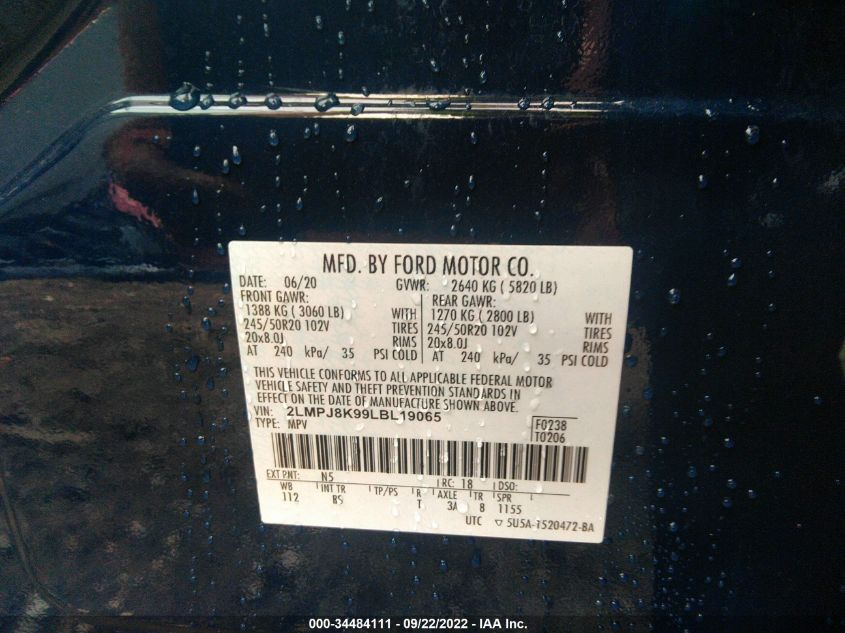 MFD. BY FORD MOTOR CO.
DATE: 06/20 GVWR: 2640 KG ( 5820 LB)
FRONT GAWR: REAR GAWR:
1388 KG ( 3060 LB) WITH 1270 KG ( 2800 LB) WITH
245/50R20 102V TIRES 245/50R20 102V TIRES
20x8.0J RIMS 20x8.0J RIMS
AT 240 kPa/ 35 PSI COLD AT 240 kPa/ 35 PSI COLD
THIS VEHICLE CONFORMS TO ALL APPLICABLE FEDERAL MOTOR
VEHICLE SAFETY AND THEFT PREVENTION STANDARDS IN
EFFECT ON THE DATE OF MANUFACTURE SHOWN ABOVE.
VIN: 2LMPJ8K99LBL19065 F0238
TYPE: MPV T0206
EXT PNT: N5 RC: 18 DSO:
WB INT TR TP/PS R AXLE TR SPR
112 BS T 3A 8 1155
UTC ▽ 5U5A-1520472-BA
000-34484111 - 09/22/2022 - IAA Inc.